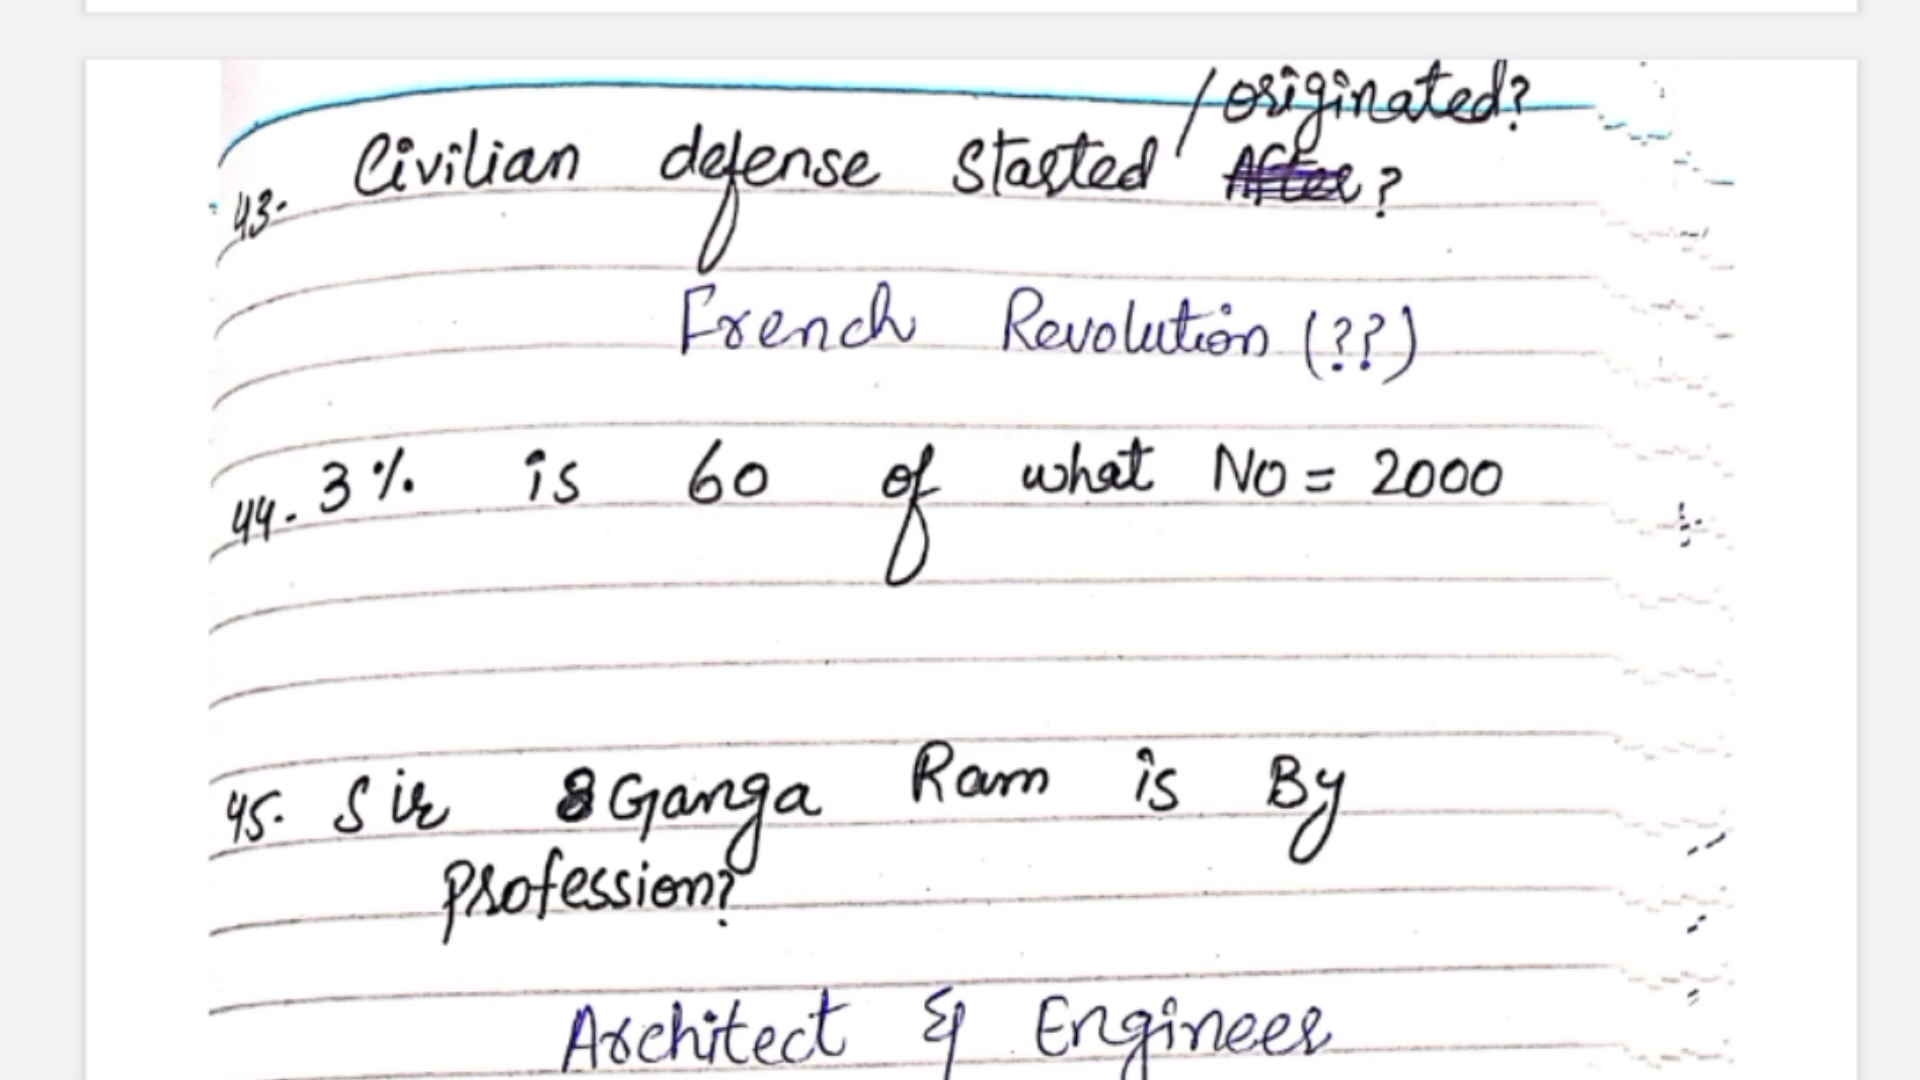 / originated?
43. Civilian defense started After?
French Revolution (??)
44. 3% is 60 of what No = 2000
45. Sir Ganga Ram is By
profession?
Architect & Engineer